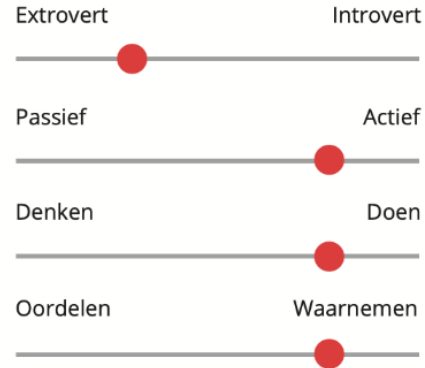 Extrovert Introvert
Passief Actief
Denken Doen
Oordelen Waarnemen